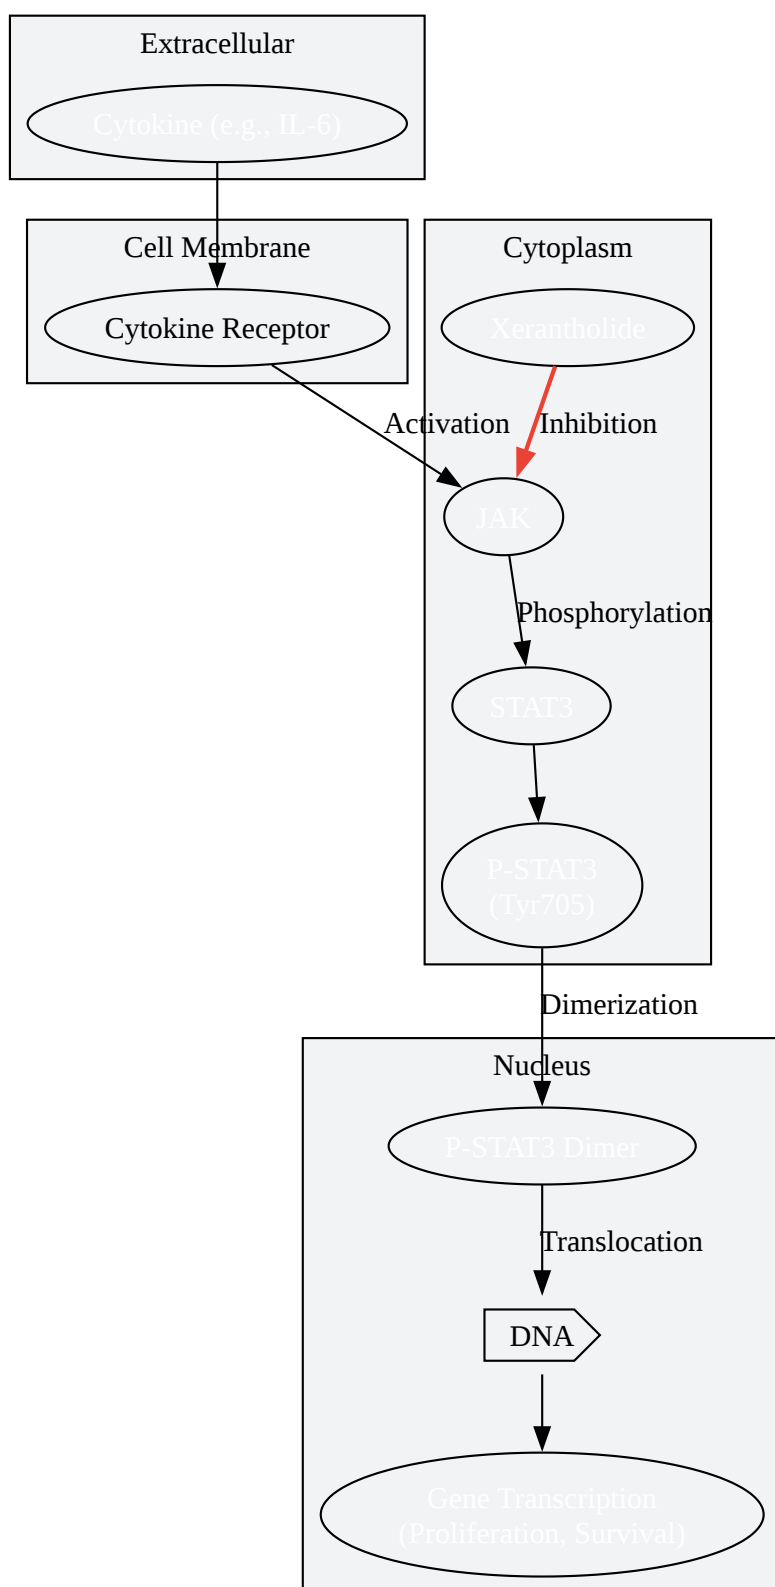 Extracellular
Cytokine (e.g., IL-6)
Cell Membrane
Cytoplasm
Cytokine Receptor
Xerantholide
Activation
Inhibition
JAK
Phosphorylation
STAT3
P-STAT3
(Tyr705)
Dimerization
Nucleus
P-STAT3 Dimer
Translocation
DNA
Gene Transcription
(Proliferation, Survival)